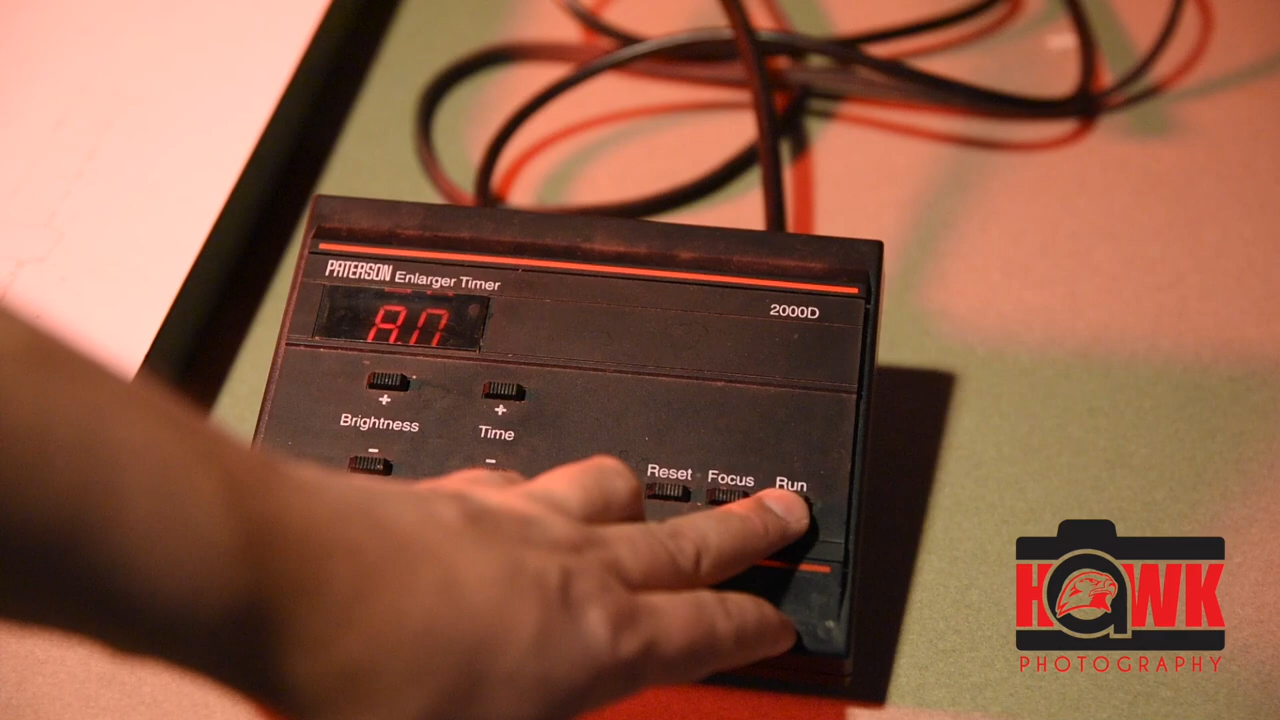 PATERSON Enlarger Timer
2000D
8.0
+
+
Brightness
Time
-
-
Reset
Focus
Run
HaWK
PHOTOGRAPHY